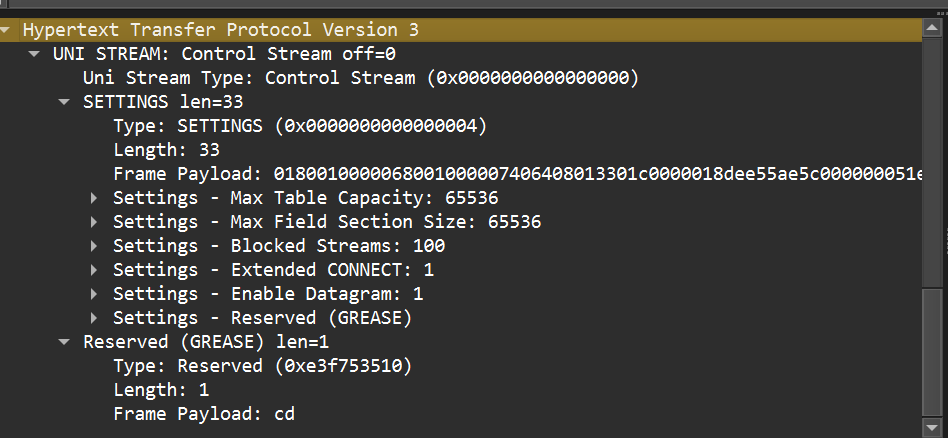 Hypertext Transfer Protocol Version 3
UNI STREAM: Control Stream off=0
Uni Stream Type: Control Stream (0x0000000000000000)
SETTINGS len=33
Type: SETTINGS (0x0000000000000004)
Length: 33
Frame Payload: 0180010000068001000007406408013301c0000018dee55ae5c000000051e
Settings - Max Table Capacity: 65536
Settings - Max Field Section Size: 65536
Settings - Blocked Streams: 100
Settings - Extended CONNECT: 1
Settings - Enable Datagram: 1
Settings - Reserved (GREASE)
Reserved (GREASE) len=1
Type: Reserved (0xe3f753510)
Length: 1
Frame Payload: cd